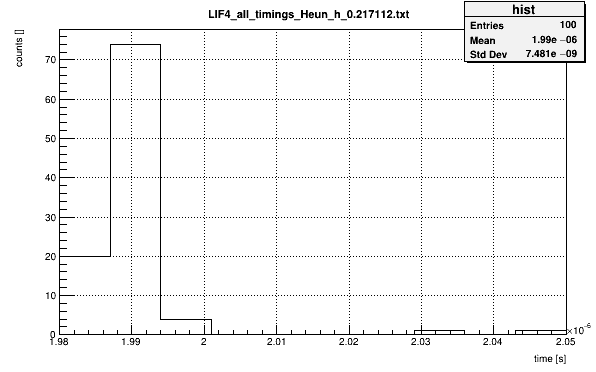 LIF4_all_timings_Heun_h_0.217112.txt
hist
Entries 100
Mean 1.99e −06
Std Dev 7.481e −09
counts []
70
60
50
40
30
20
10
0
1.98 1.99 2 2.01 2.02 2.03 2.04 2.05
×10⁻⁶
time [s]